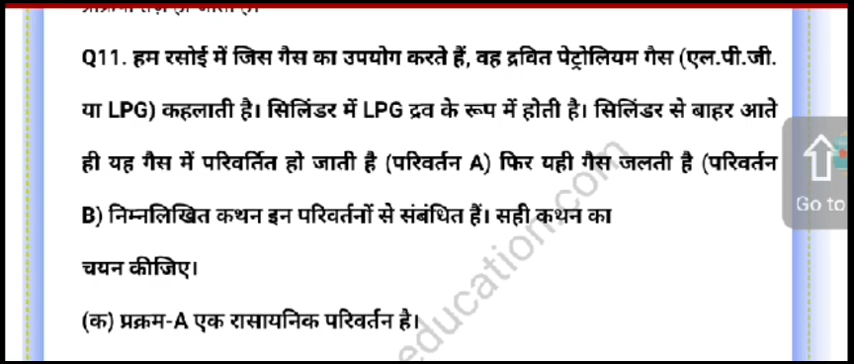 Q11. हम रसोई में जिस गैस का उपयोग करते हैं, वह द्रवित पेट्रोलियम गैस (एल.पी.जी.
या LPG) कहलाती है। सिलिंडर में LPG द्रव के रूप में होती है। सिलिंडर से बाहर आते
ही यह गैस में परिवर्तित हो जाती है (परिवर्तन A) फिर यही गैस जलती है (परिवर्तन
B) निम्नलिखित कथन इन परिवर्तनों से संबंधित हैं। सही कथन का
चयन कीजिए।
(क) प्रक्रम-A एक रासायनिक परिवर्तन है।
Go to
education.com